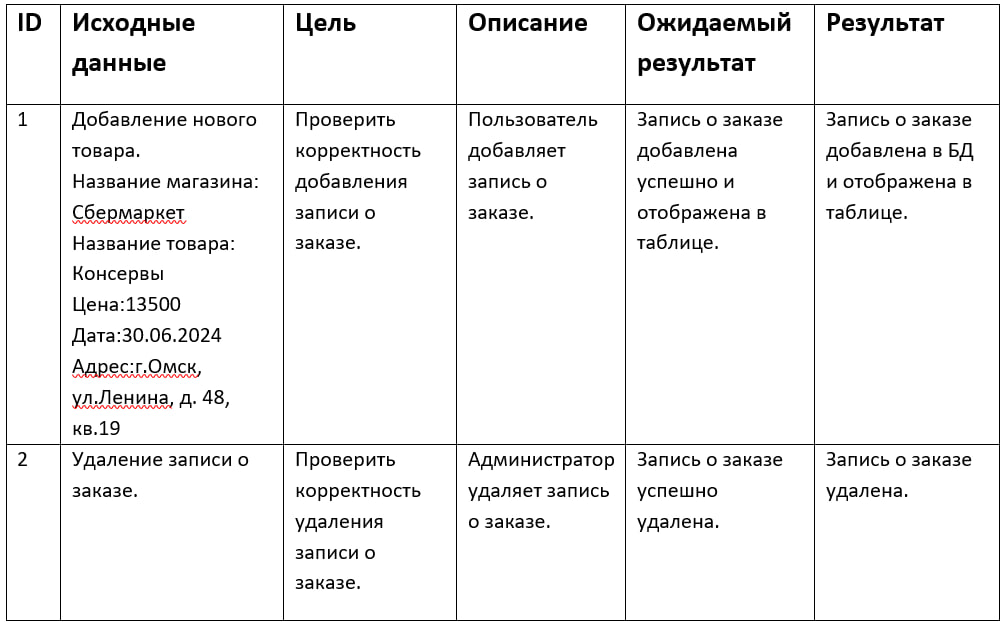 ID
Исходные
данные
Цель
Описание
Ожидаемый
результат
Результат
1
Добавление нового
товара.
Название магазина:
Сбермаркет
Название товара:
Консервы
Цена:13500
Дата:30.06.2024
Адрес:г.Омск,
ул.Ленина, д. 48,
кв.19
Проверить
корректность
добавления
записи о
заказе.
Пользователь
добавляет
запись о
заказе.
Запись о заказе
добавлена
успешно и
отображена в
таблице.
Запись о заказе
добавлена в БД
и отображена в
таблице.
2
Удаление записи о
заказе.
Проверить
корректность
удаления
записи о
заказе.
Администратор
удаляет запись
о заказе.
Запись о заказе
успешно
удалена.
Запись о заказе
удалена.